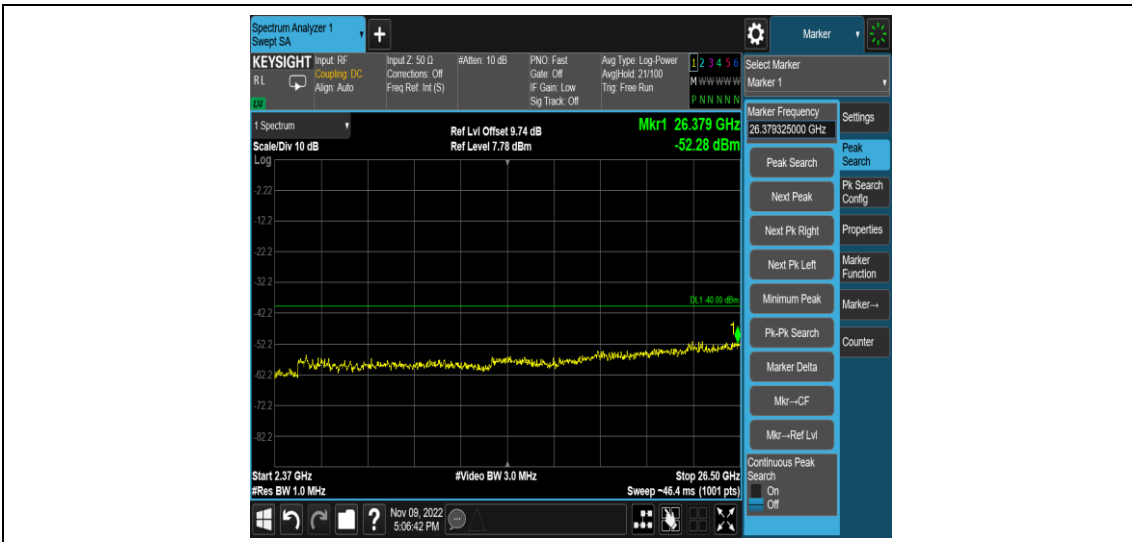 Spectrum Analyzer 1
Swept SA
+
Marker
KEYSIGHT
RL
LXI
Input: RF
Coupling: DC
Align: Auto
Input Z: 50 Ω
Corrections: Off
Freq Ref: Int (S)
#Atten: 10 dB
PNO: Fast
Gate: Off
IF Gain: Low
Sig Track: Off
Avg Type: Log-Power
Avg|Hold: 21/100
Trig: Free Run
1 2 3 4 5 6
M W W W W W
P N N N N N
Select Marker
Marker 1
1 Spectrum
Scale/Div 10 dB
Log
Ref Lvl Offset 9.74 dB
Ref Level 7.78 dBm
Mkr1 26.379 GHz
-52.28 dBm
-2.22
-12.2
-22.2
-32.2
-42.2
-52.2
-62.2
-72.2
-82.2
DL1 -40.00 dBm
1
Start 2.37 GHz
#Res BW 1.0 MHz
#Video BW 3.0 MHz
Stop 26.50 GHz
Sweep ~46.4 ms (1001 pts)
Marker Frequency
26.379325000 GHz
Peak Search
Next Peak
Next Pk Right
Next Pk Left
Minimum Peak
Pk-Pk Search
Marker Delta
Mkr→CF
Mkr→Ref Lvl
Continuous Peak
Search
On
Off
Settings
Peak
Search
Pk Search
Config
Properties
Marker
Function
Marker→
Counter
?
Nov 09, 2022
5:06:42 PM